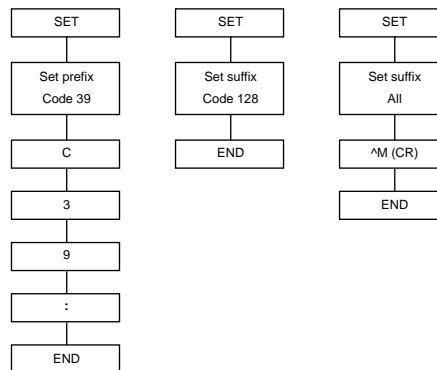 SET
Set prefix
Code 39
C
3
9
:
END
SET
Set suffix
Code 128
END
SET
Set suffix
All
^M (CR)
END